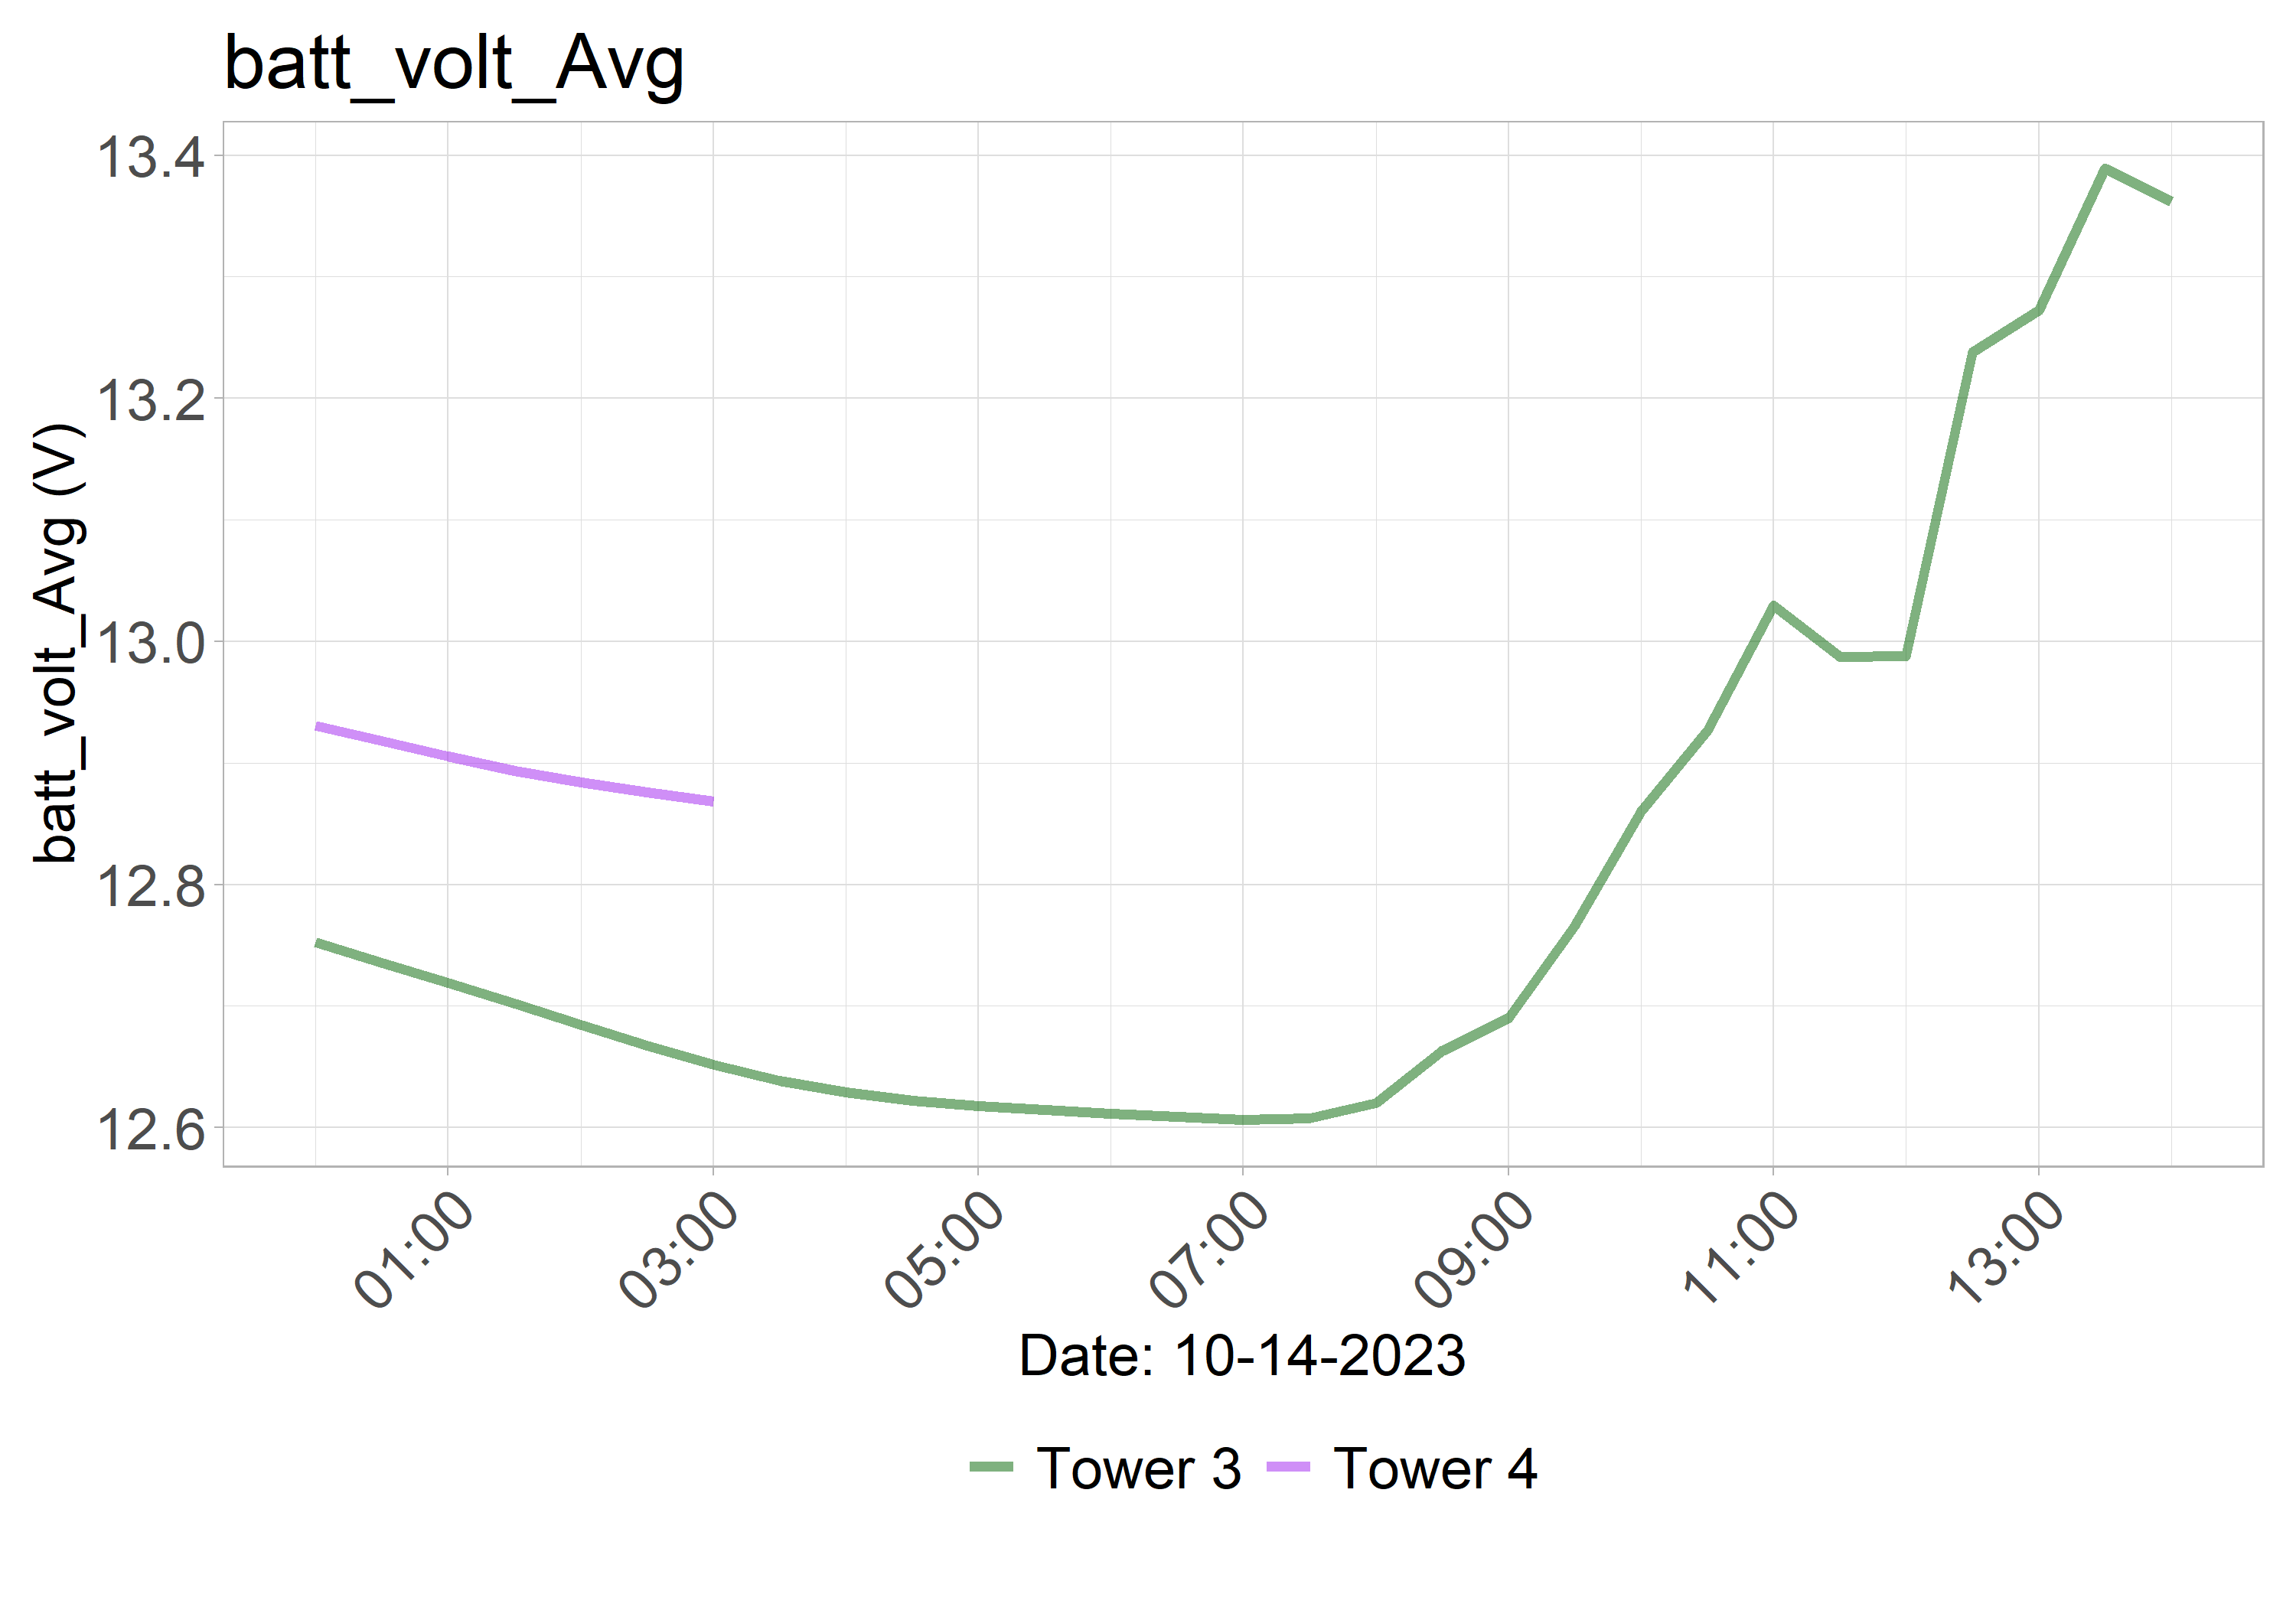 batt_volt_Avg
batt_volt_Avg (V)
13.4
13.2
13.0
12.8
12.6
01:00 03:00 05:00 07:00 09:00 11:00 13:00
Date: 10-14-2023
Tower 3 Tower 4